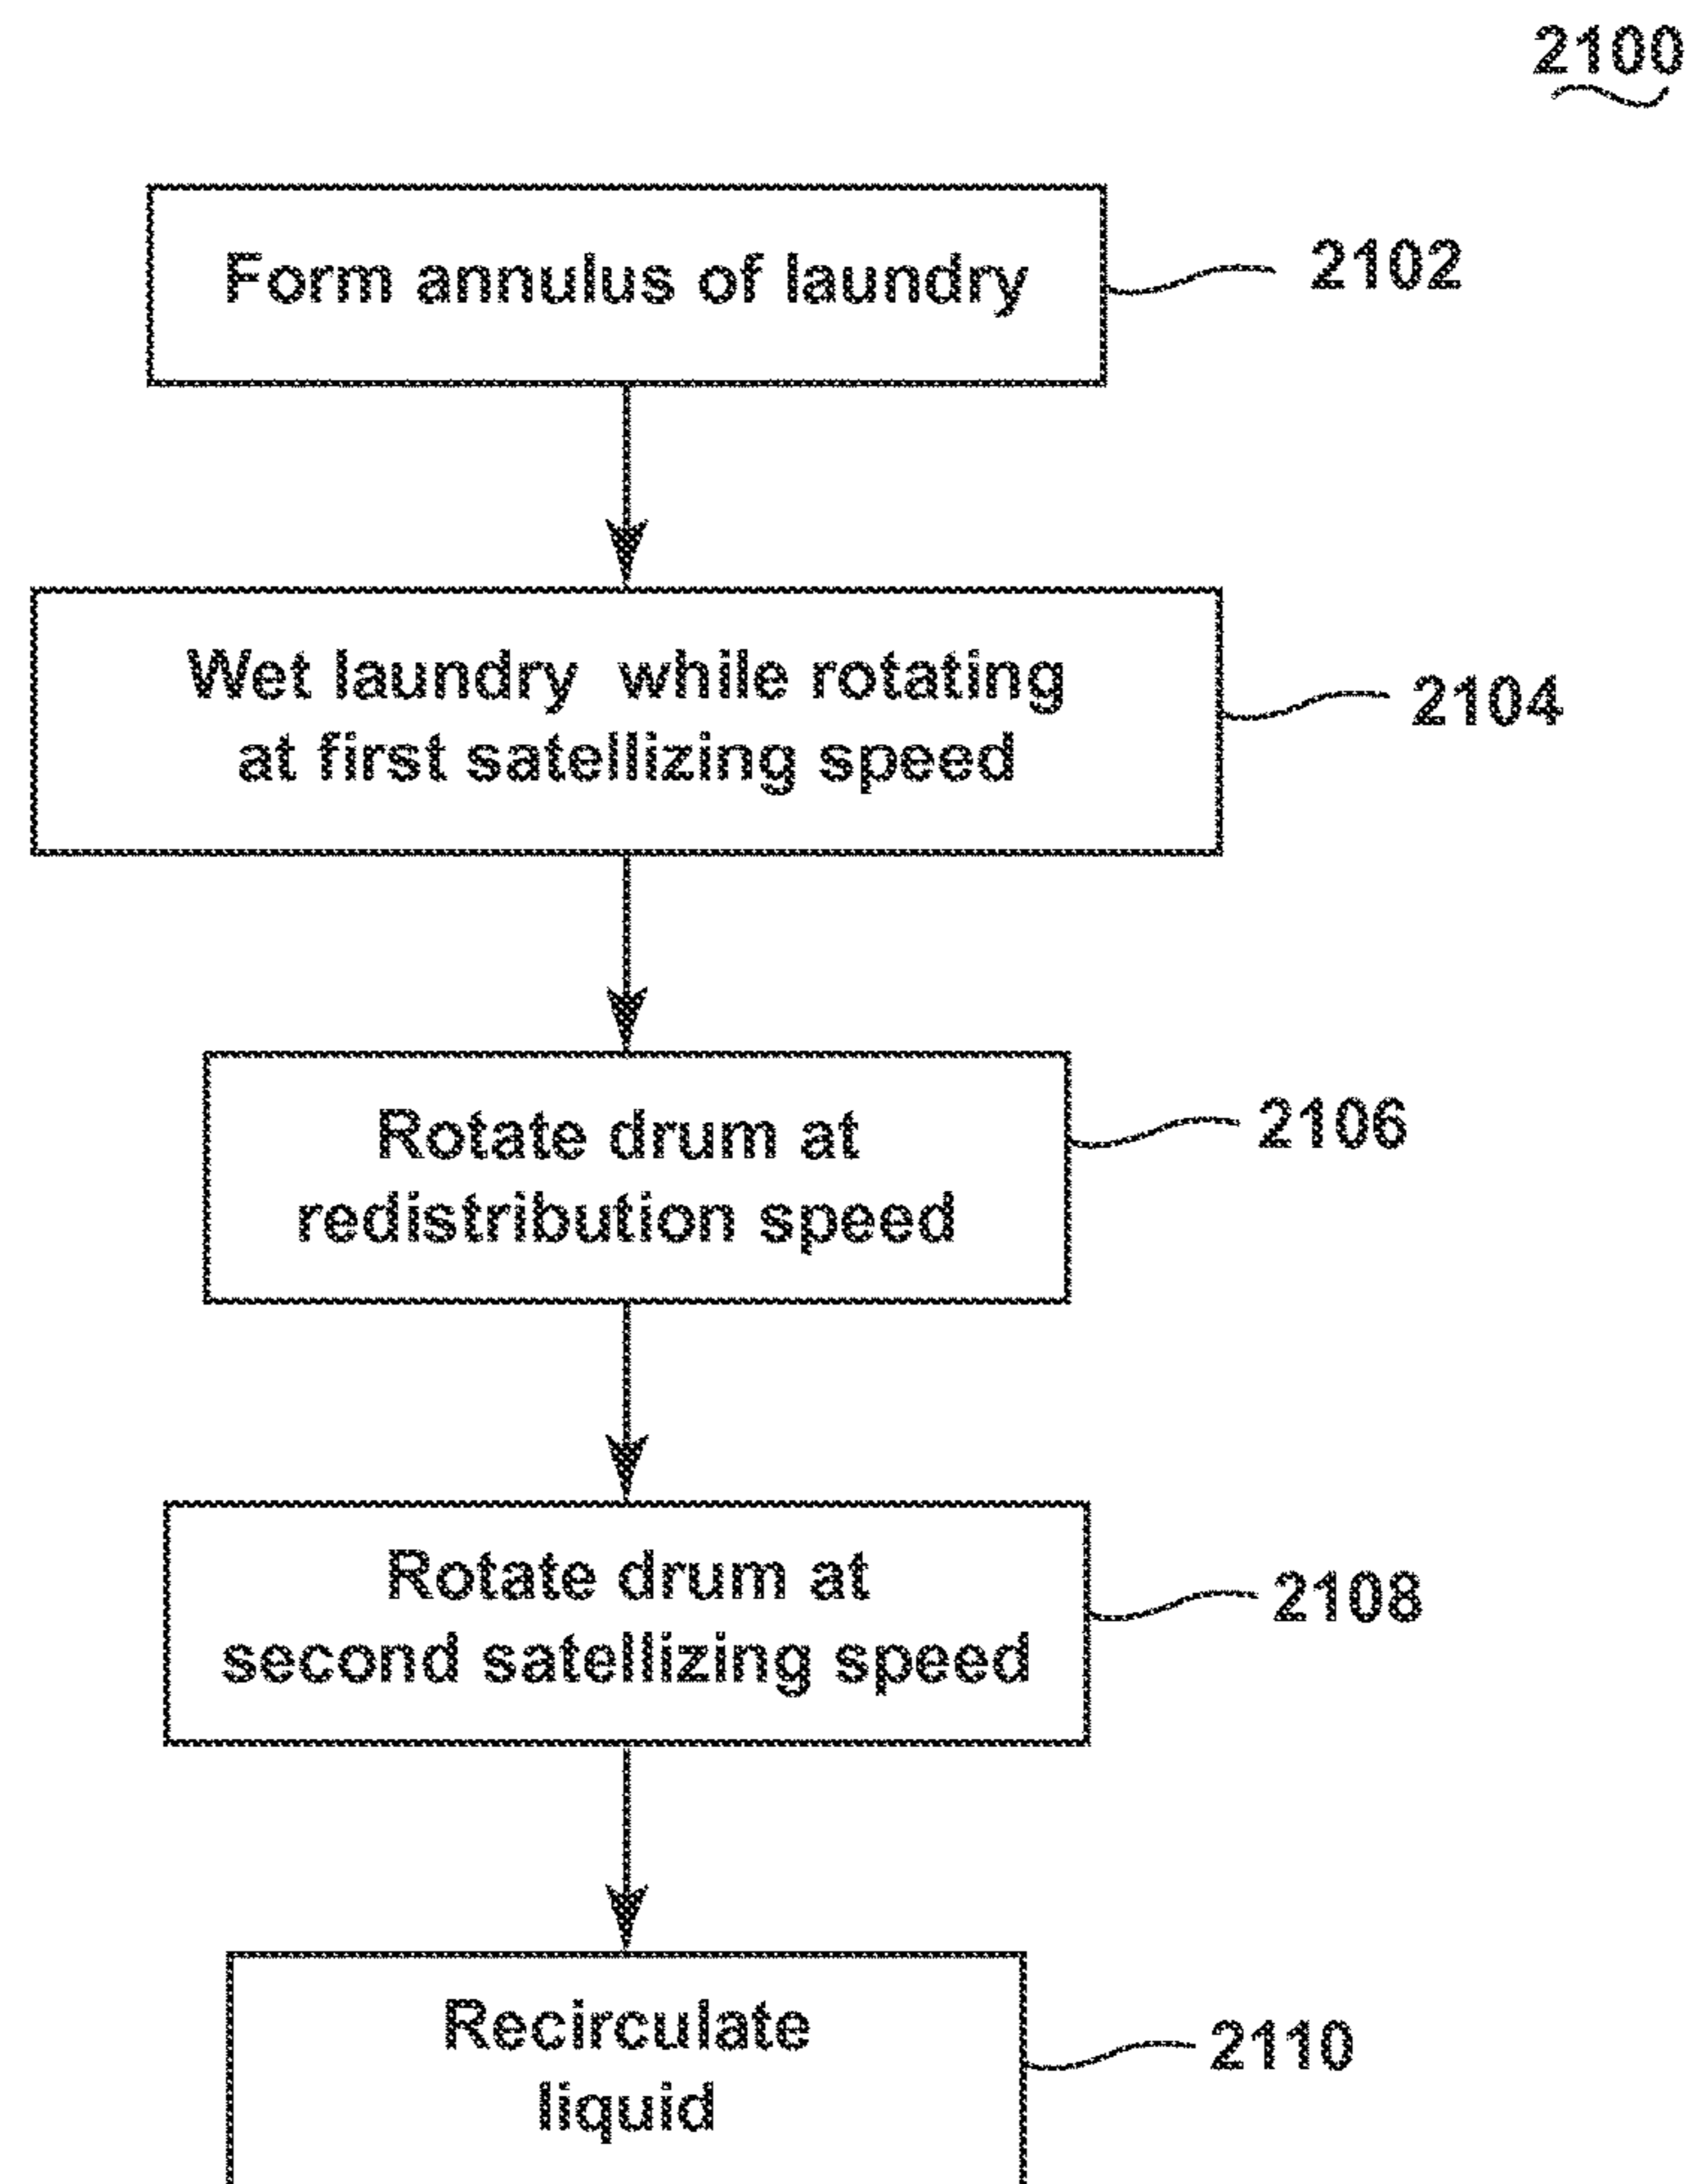 2100
Form annulus of laundry
2102
Wet laundry while rotating
at first satellizing speed
2104
Rotate drum at
redistribution speed
2106
Rotate drum at
second satellizing speed
2108
Recirculate
liquid
2110